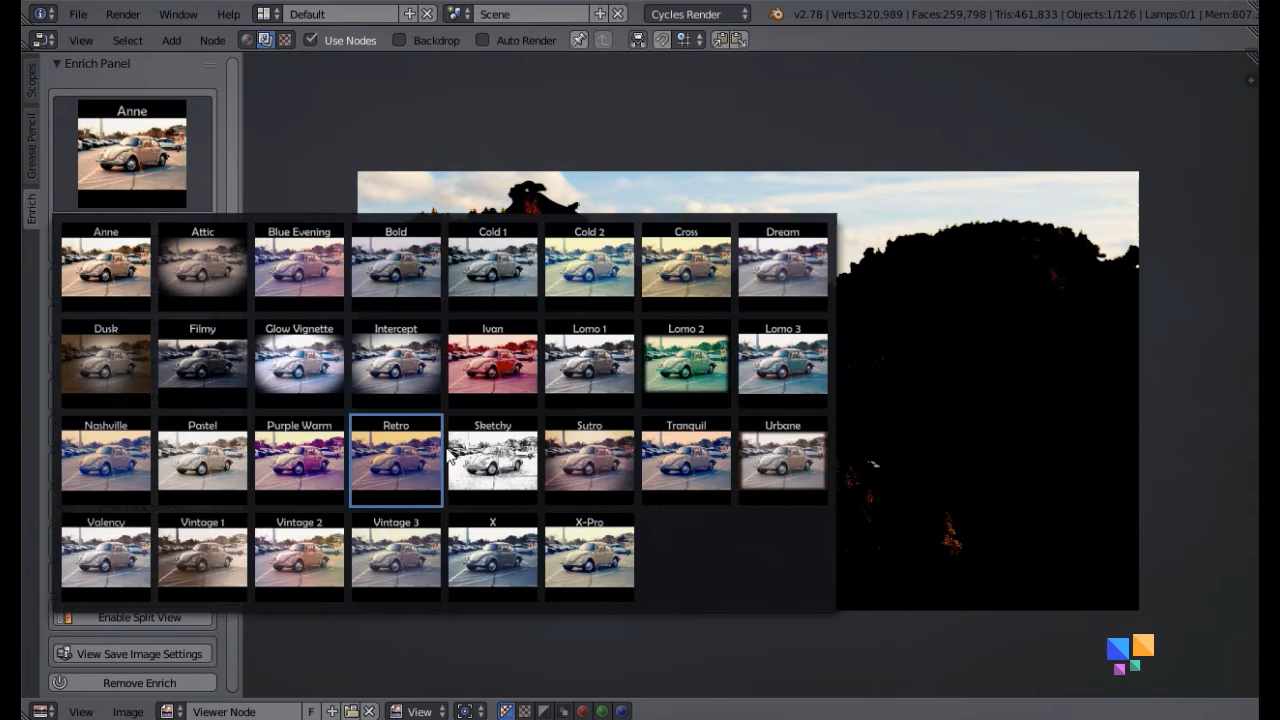 File Render Window Help Default Scene Cycles Render v2.78 | Verts:320,989 | Faces:259,798 | Tris:461,833 | Objects:1/126 | Lamps:0/1 | Mem:807.
View Select Add Node Use Nodes Backdrop Auto Render
Enrich Panel
Scopes
Grease Pencil
Enrich
Anne
Anne Attic Blue Evening Bold Cold 1 Cold 2 Cross Dream
Dusk Filmy Glow Vignette Intercept Ivan Lomo 1 Lomo 2 Lomo 3
Nashville Pastel Purple Warm Retro Sketchy Sutro Tranquil Urbane
Valency Vintage 1 Vintage 2 Vintage 3 X X-Pro
Enable Split View
View Save Image Settings
Remove Enrich
View Image Viewer Node F View